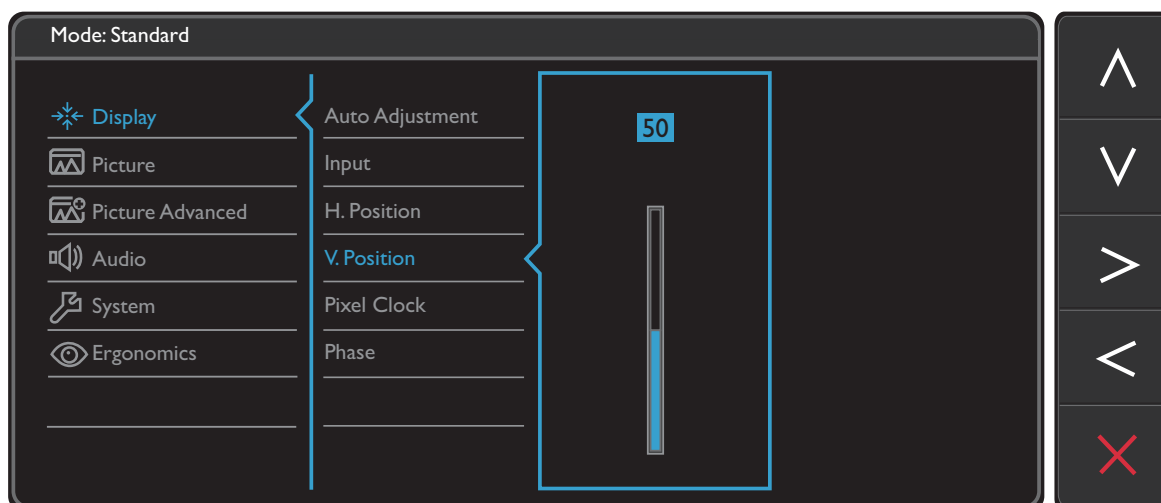 Mode: Standard
Display
Picture
Picture Advanced
Audio
System
Ergonomics
Auto Adjustment
Input
H. Position
V. Position
Pixel Clock
Phase
50